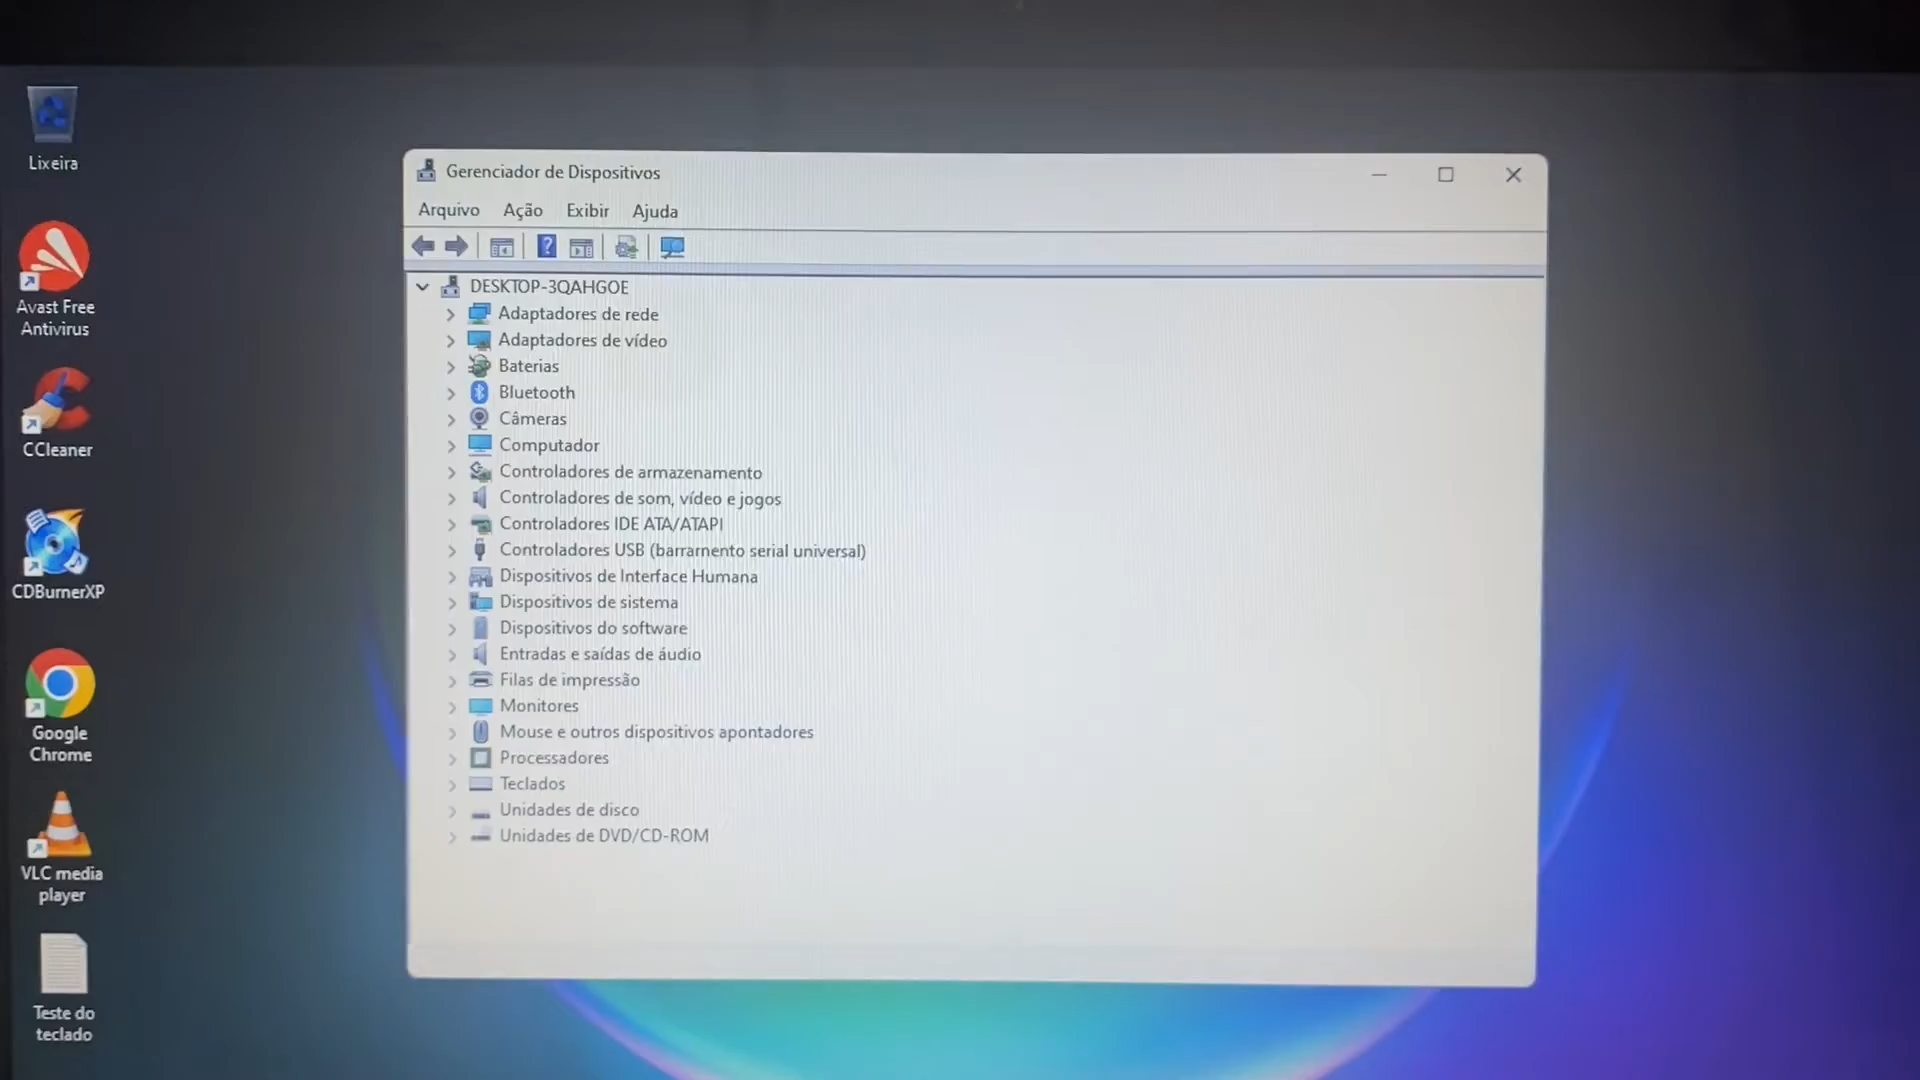 Lixeira
Avast Free
Antivirus
CCleaner
CDBurnerXP
Google
Chrome
VLC media
player
Teste do
teclado
Gerenciador de Dispositivos
Arquivo Ação Exibir Ajuda
DESKTOP-3QAHGOE
Adaptadores de rede
Adaptadores de vídeo
Baterias
Bluetooth
Câmeras
Computador
Controladores de armazenamento
Controladores de som, vídeo e jogos
Controladores IDE ATA/ATAPI
Controladores USB (barramento serial universal)
Dispositivos de Interface Humana
Dispositivos de sistema
Dispositivos do software
Entradas e saídas de áudio
Filas de impressão
Monitores
Mouse e outros dispositivos apontadores
Processadores
Teclados
Unidades de disco
Unidades de DVD/CD-ROM